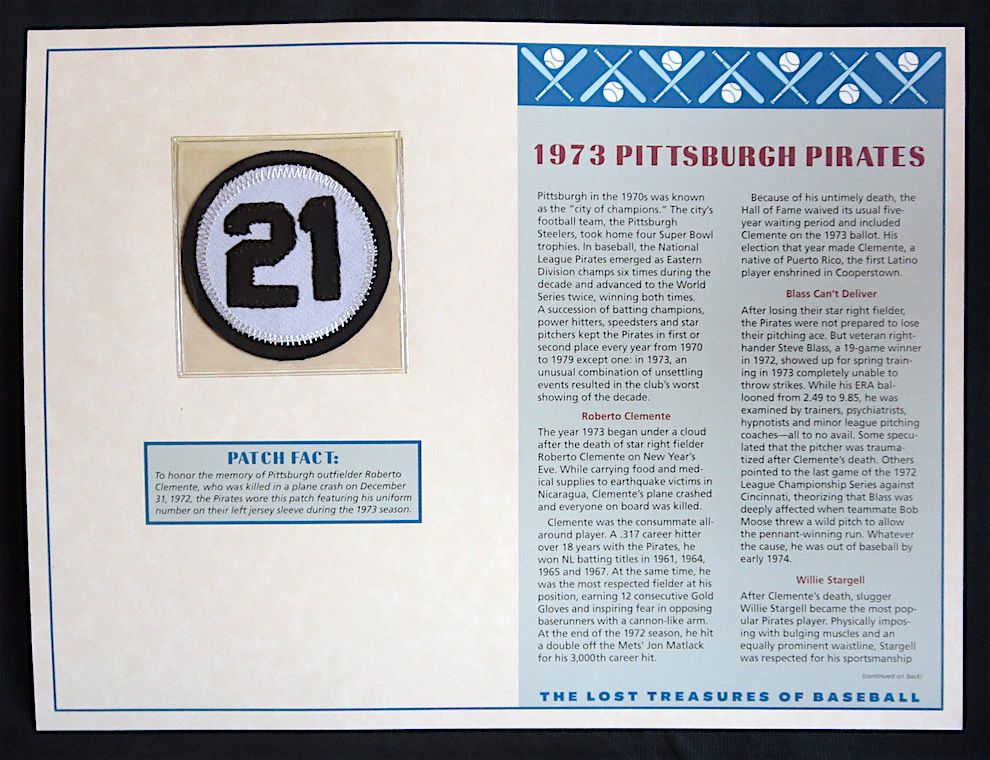 21
PATCH FACT:
To honor the memory of Pittsburgh outfielder Roberto
Clemente, who was killed in a plane crash on December
31, 1972, the Pirates wore this patch featuring his uniform
number on their left jersey sleeve during the 1973 season.
1973 PITTSBURGH PIRATES
Pittsburgh in the 1970s was known
as the "city of champions." The city's
football team, the Pittsburgh
Steelers, took home four Super Bowl
trophies. In baseball, the National
League Pirates emerged as Eastern
Division champs six times during the
decade and advanced to the World
Series twice, winning both times.
A succession of batting champions,
power hitters, speedsters and star
pitchers kept the Pirates in first or
second place every year from 1970
to 1979 except one: in 1973, an
unusual combination of unsettling
events resulted in the club's worst
showing of the decade.
Roberto Clemente
The year 1973 began under a cloud
after the death of star right fielder
Roberto Clemente on New Year's
Eve. While carrying food and med-
ical supplies to earthquake victims in
Nicaragua, Clemente's plane crashed
and everyone on board was killed.
Clemente was the consummate all-
around player. A .317 career hitter
over 18 years with the Pirates, he
won NL batting titles in 1961, 1964,
1965 and 1967. At the same time, he
was the most respected fielder at his
position, earning 12 consecutive Gold
Gloves and inspiring fear in opposing
baserunners with a cannon-like arm.
At the end of the 1972 season, he hit
a double off the Mets' Jon Matlack
for his 3,000th career hit.
Because of his untimely death, the
Hall of Fame waived its usual five-
year waiting period and included
Clemente on the 1973 ballot. His
election that year made Clemente, a
native of Puerto Rico, the first Latino
player enshrined in Cooperstown.
Blass Can't Deliver
After losing their star right fielder,
the Pirates were not prepared to lose
their pitching ace. But veteran right-
hander Steve Blass, a 19-game winner
in 1972, showed up for spring train-
ing in 1973 completely unable to
throw strikes. While his ERA bal-
looned from 2.49 to 9.85, he was
examined by trainers, psychiatrists,
hypnotists and minor league pitching
coaches—all to no avail. Some specu-
lated that the pitcher was trauma-
tized after Clemente's death. Others
pointed to the last game of the 1972
League Championship Series against
Cincinnati, theorizing that Blass was
deeply affected when teammate Bob
Moose threw a wild pitch to allow
the pennant-winning run. Whatever
the cause, he was out of baseball by
early 1974.
Willie Stargell
After Clemente's death, slugger
Willie Stargell became the most pop-
ular Pirates player. Physically impos-
ing with bulging muscles and an
equally prominent waistline, Stargell
was respected for his sportsmanship
(continued on back)
THE LOST TREASURES OF BASEBALL